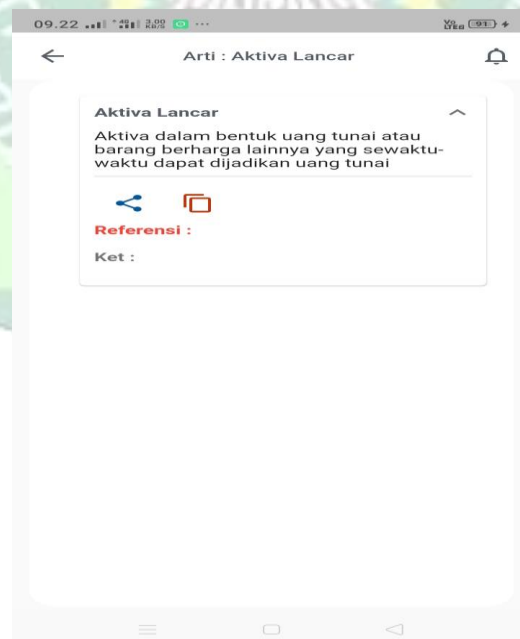 09.22
Arti : Aktiva Lancar
Aktiva Lancar
Aktiva dalam bentuk uang tunai atau
barang berharga lainnya yang sewaktu-
waktu dapat dijadikan uang tunai
Referensi :
Ket :